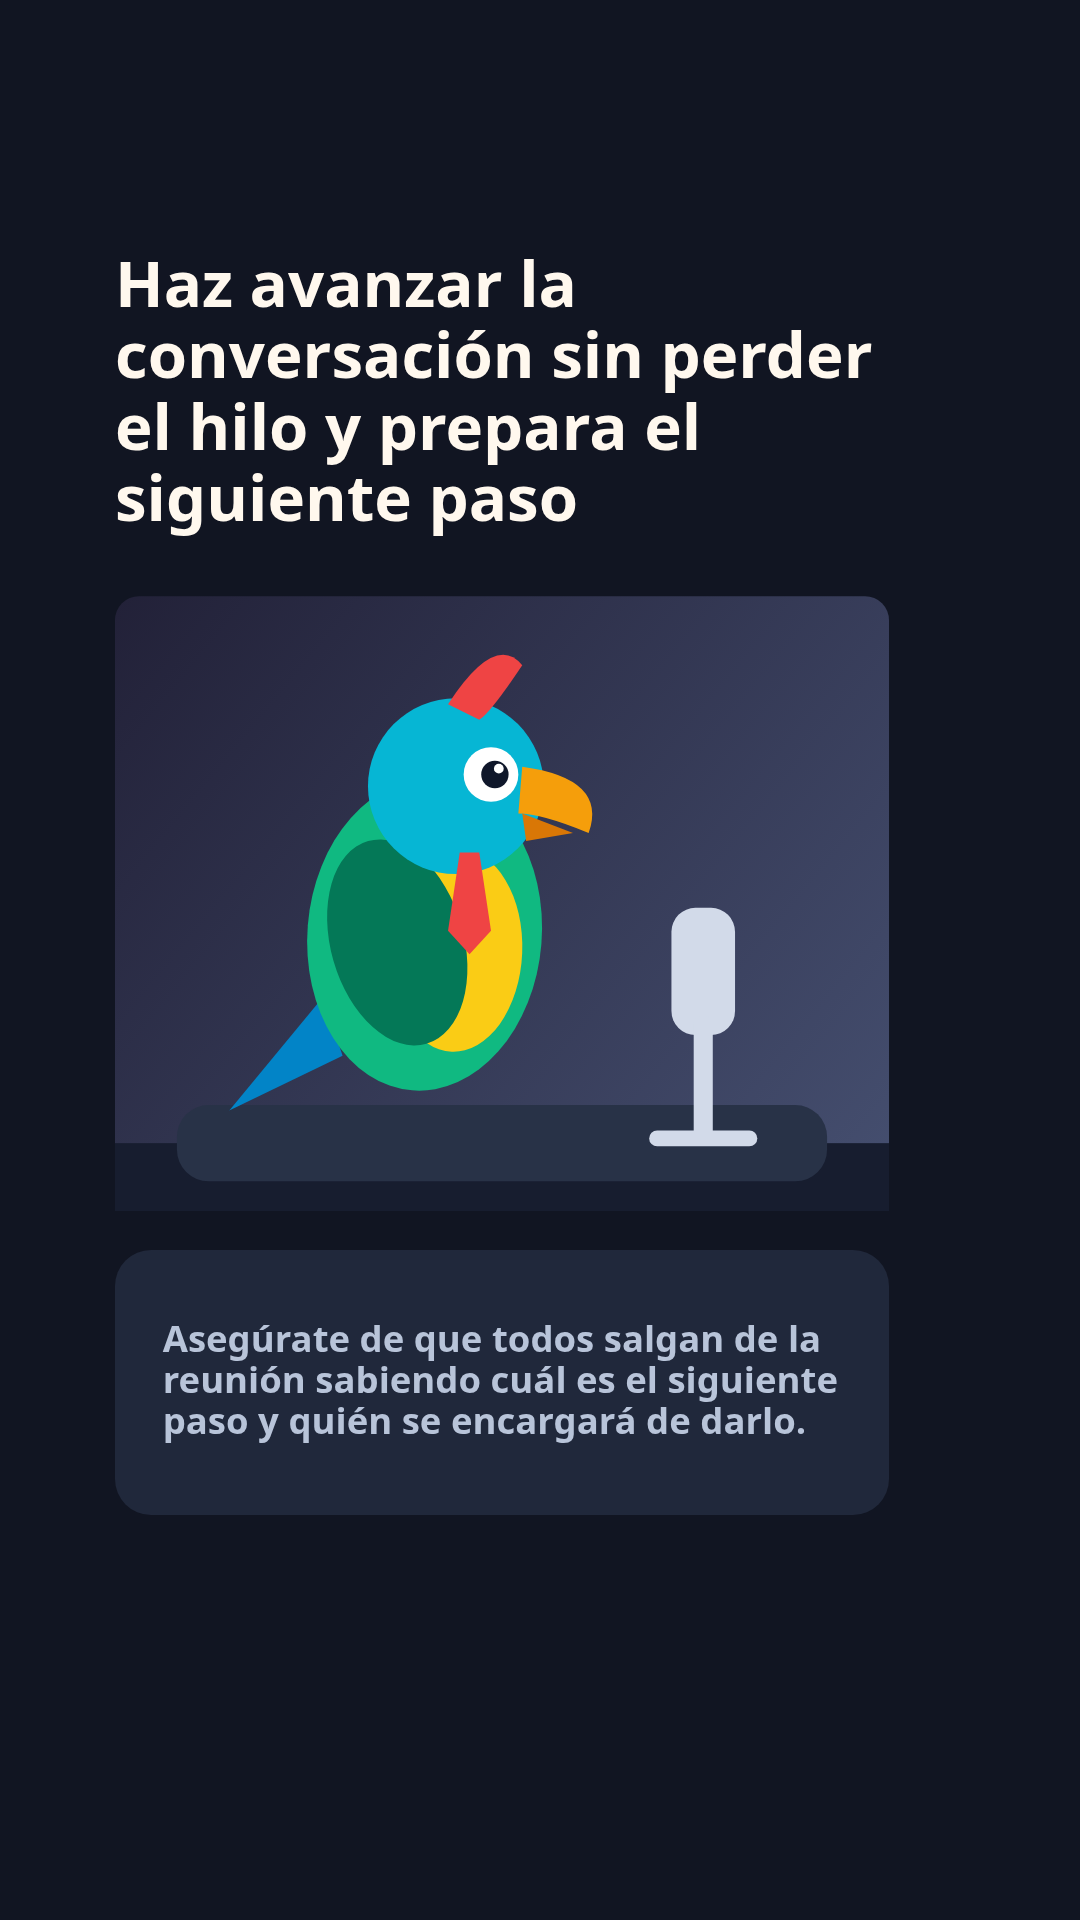 Haz avanzar la
conversación sin perder
el hilo y prepara el
siguiente paso
Asegúrate de que todos salgan de la
reunión sabiendo cuál es el siguiente
paso y quién se encargará de darlo.